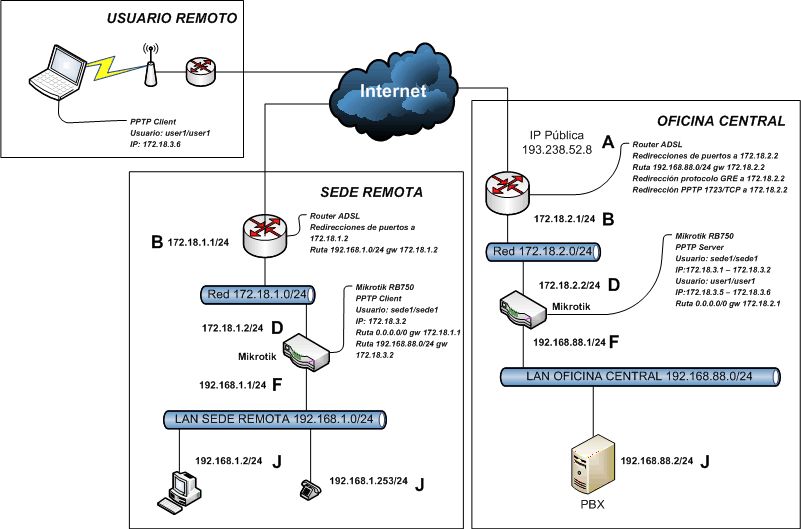 USUARIO REMOTO
PPTP Client
Usuario: user1/user1
IP: 172.18.3.6
Internet
SEDE REMOTA
Router ADSL
Redirecciones de puertos a
172.18.1.2
Ruta 192.168.1.0/24 gw 172.18.1.2
B 172.18.1.1/24
Red 172.18.1.0/24
172.18.1.2/24 D
Mikrotik RB750
PPTP Client
Usuario: sede1/sede1
IP: 172.18.3.2
Ruta 0.0.0.0/0 gw 172.18.1.1
Ruta 192.168.88.0/24 gw
172.18.3.2
Mikrotik
192.168.1.1/24 F
LAN SEDE REMOTA 192.168.1.0/24
192.168.1.2/24 J
192.168.1.253/24 J
OFICINA CENTRAL
IP Pública
193.238.52.8 A
Router ADSL
Redirecciones de puertos a 172.18.2.2
Ruta 192.168.88.0/24 gw 172.18.2.2
Redirección protocolo GRE a 172.18.2.2
Redirección PPTP 1723/TCP a 172.18.2.2
172.18.2.1/24 B
Red 172.18.2.0/24
172.18.2.2/24 D
Mikrotik RB750
PPTP Server
Usuario: sede1/sede1
IP:172.18.3.1 – 172.18.3.2
Usuario: user1/user1
IP:172.18.3.5 – 172.18.3.6
Ruta 0.0.0.0/0 gw 172.18.2.1
Mikrotik
192.168.88.1/24 F
LAN OFICINA CENTRAL 192.168.88.0/24
192.168.88.2/24 J
PBX